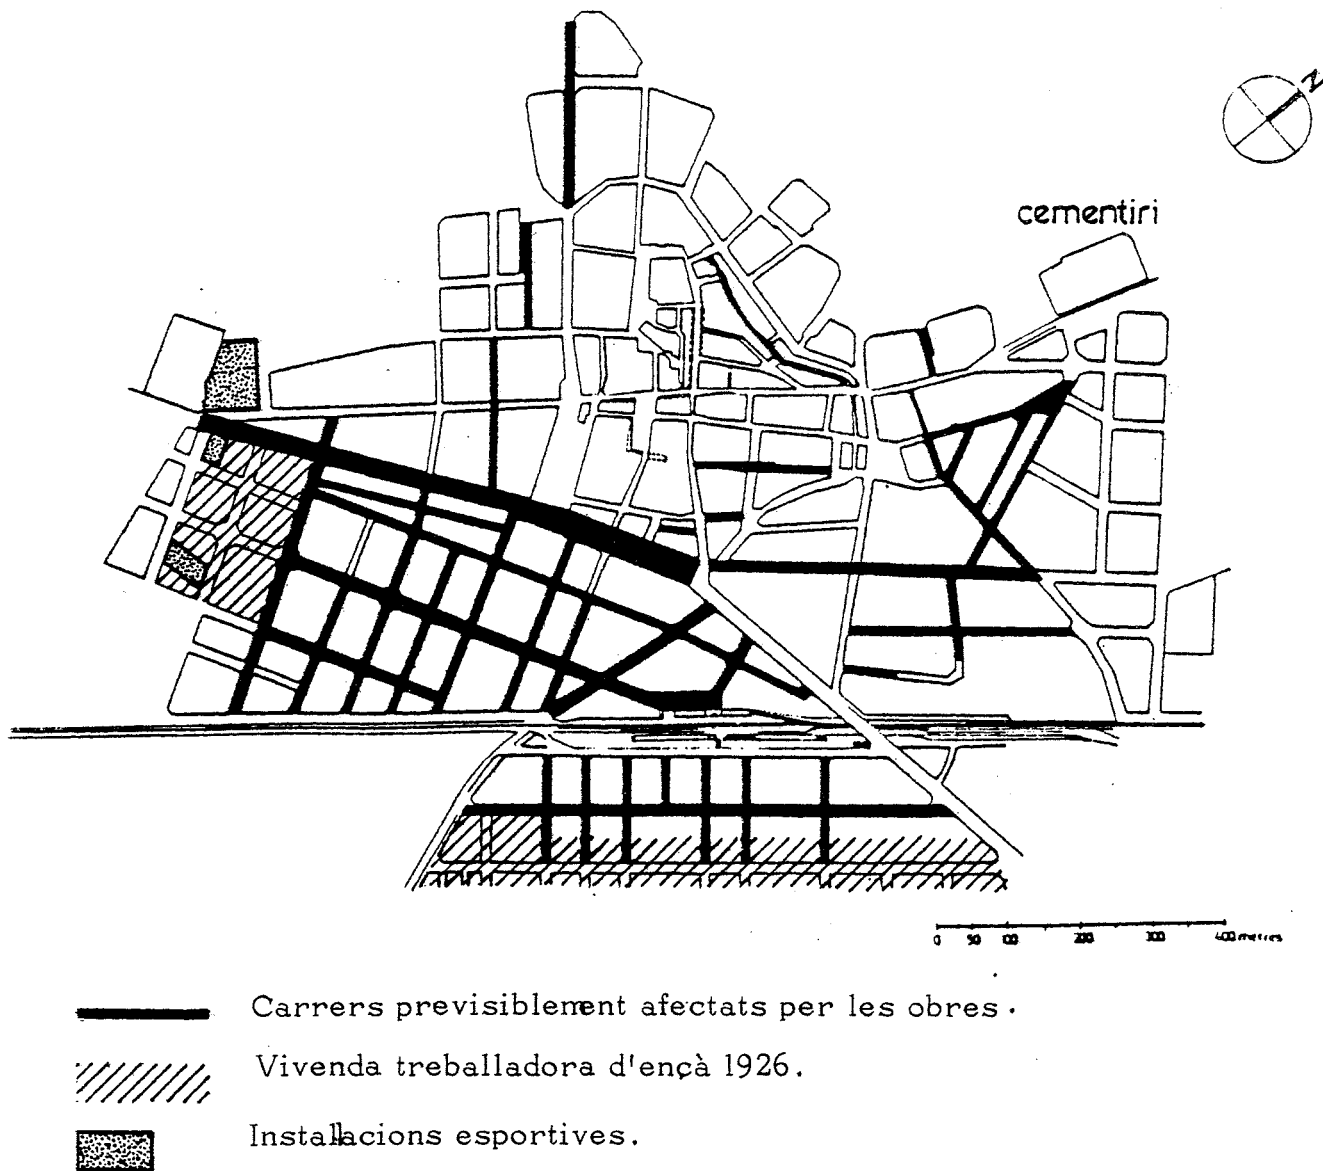 N
cementiri
0 50 100 200 300 400 metres
Carrers previsiblement afectats per les obres.
Vivenda treballadora d'ençà 1926.
Installacions esportives.